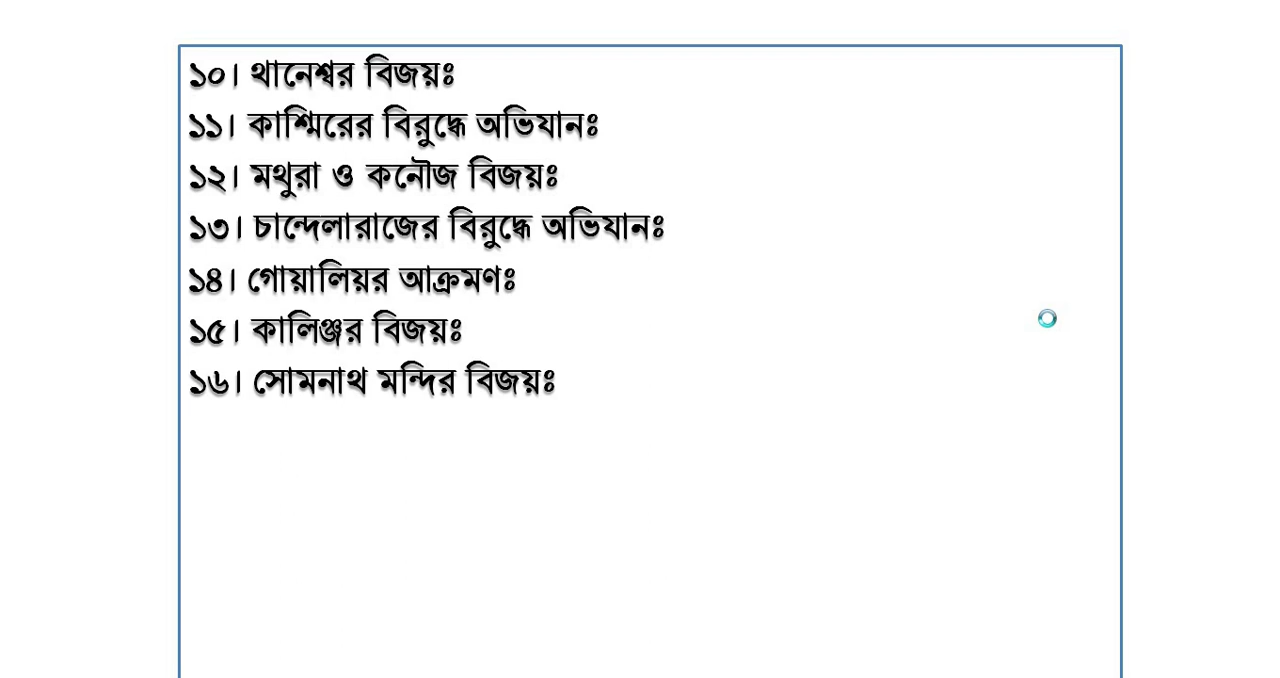 ১০। থানেশ্বর বিজয়ঃ
১১। কাশ্মিরের বিরুদ্ধে অভিযানঃ
১২। মথুরা ও কনৌজ বিজয়ঃ
১৩। চান্দেলারাজের বিরুদ্ধে অভিযানঃ
১৪। গোয়ালিয়র আক্রমণঃ
১৫। কালিঞ্জর বিজয়ঃ
১৬। সোমনাথ মন্দির বিজয়ঃ